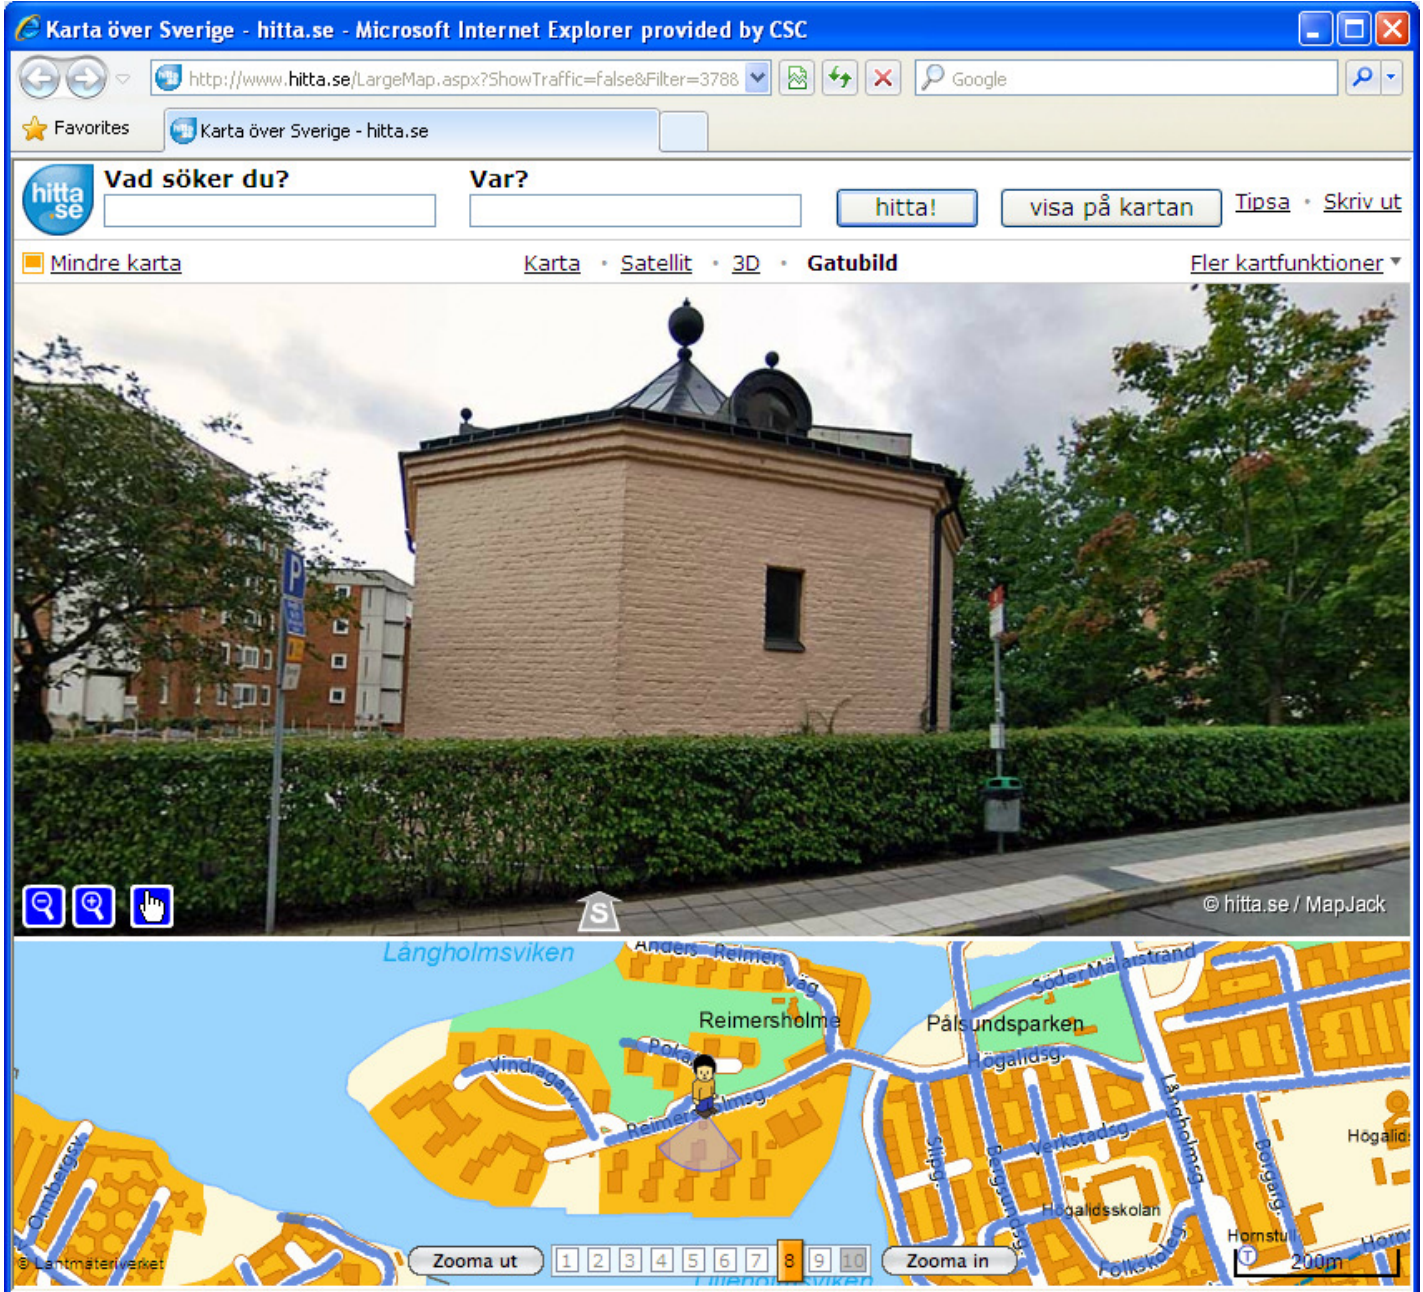 Karta över Sverige - hitta.se - Microsoft Internet Explorer provided by CSC
http://www.hitta.se/LargeMap.aspx?ShowTraffic=false&Filter=3788
Google
Favorites
Karta över Sverige - hitta.se
hitta
.se
Vad söker du?
Var?
hitta!
visa på kartan
Tipsa · Skriv ut
Mindre karta
Karta · Satellit · 3D · Gatubild
Fler kartfunktioner
P
S
© hitta.se / MapJack
Långholmsviken
Anders Reimers väg
Söder Mälarstrand
Reimersholme
Pålsundsparken
Högalidsg.
Vindragarv.
Långholmsg.
Verkstadsg.
Slipg.
Bergsundsg.
Borgarg.
Högalidsskolan
Ormbergsv.
Hornstull
T
Folkskoleg.
200m
© Lantmäteriverket
Zooma ut
1 2 3 4 5 6 7 8 9 10
Zooma in
Liljeholmsviken